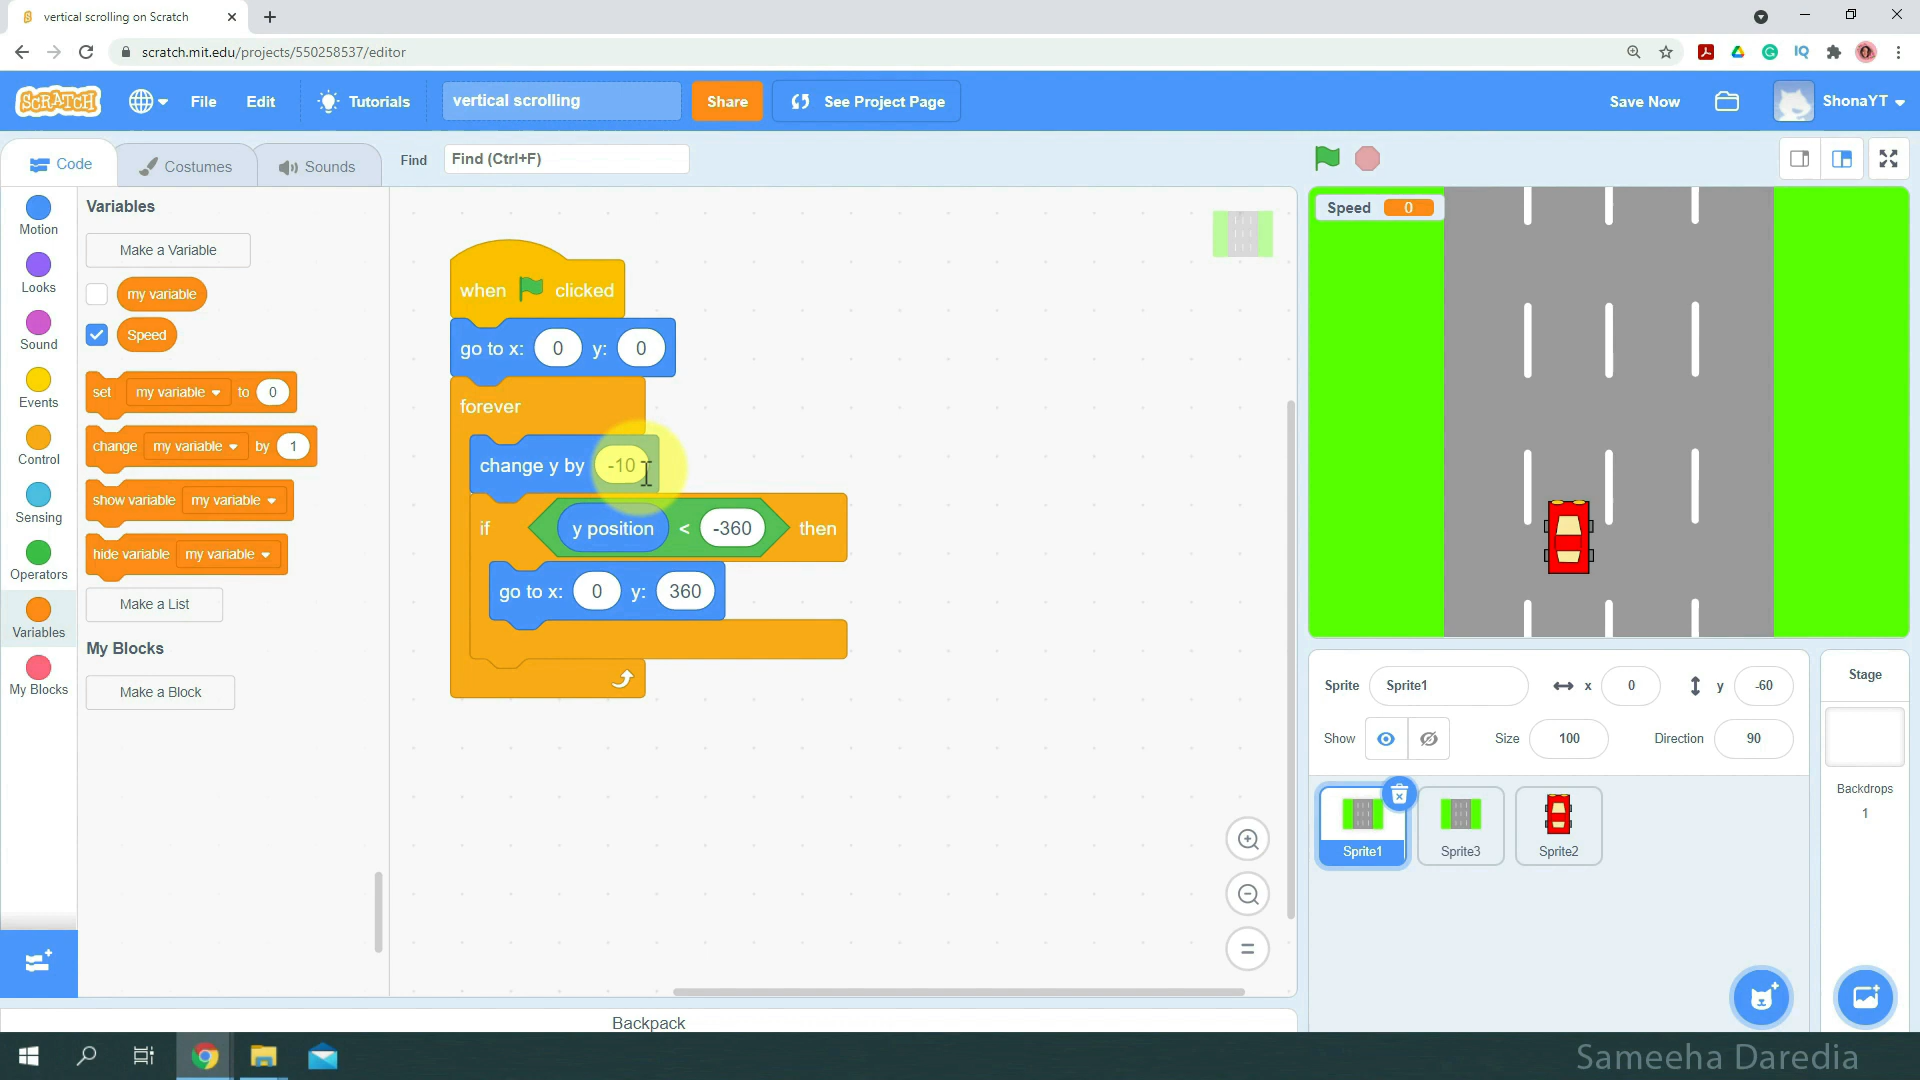 vertical scrolling on Scratch
scratch.mit.edu/projects/550258537/editor
SCRATCH
File
Edit
Tutorials
vertical scrolling
Share
See Project Page
Save Now
ShonaYT
Code
Costumes
Sounds
Find
Find (Ctrl+F)
Motion
Looks
Sound
Events
Control
Sensing
Operators
Variables
My Blocks
Variables
Make a Variable
my variable
Speed
set my variable to 0
change my variable by 1
show variable my variable
hide variable my variable
Make a List
My Blocks
Make a Block
when clicked
go to x: 0 y: 0
forever
change y by -10
if y position < -360 then
go to x: 0 y: 360
Backpack
Speed 0
Sprite Sprite1 x 0 y -60
Show Size 100 Direction 90
Sprite1
Sprite3
Sprite2
Stage
Backdrops
1
IQ
Sameeha Daredia